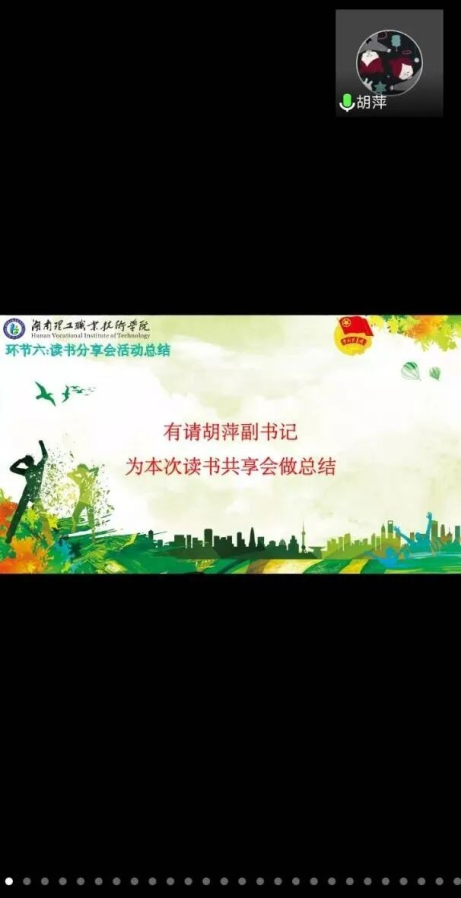 胡萍
湖南理工职业技术学院
Hunan Vocational Institute of Technology
环节六:读书分享会活动总结
有请胡萍副书记
为本次读书共享会做总结